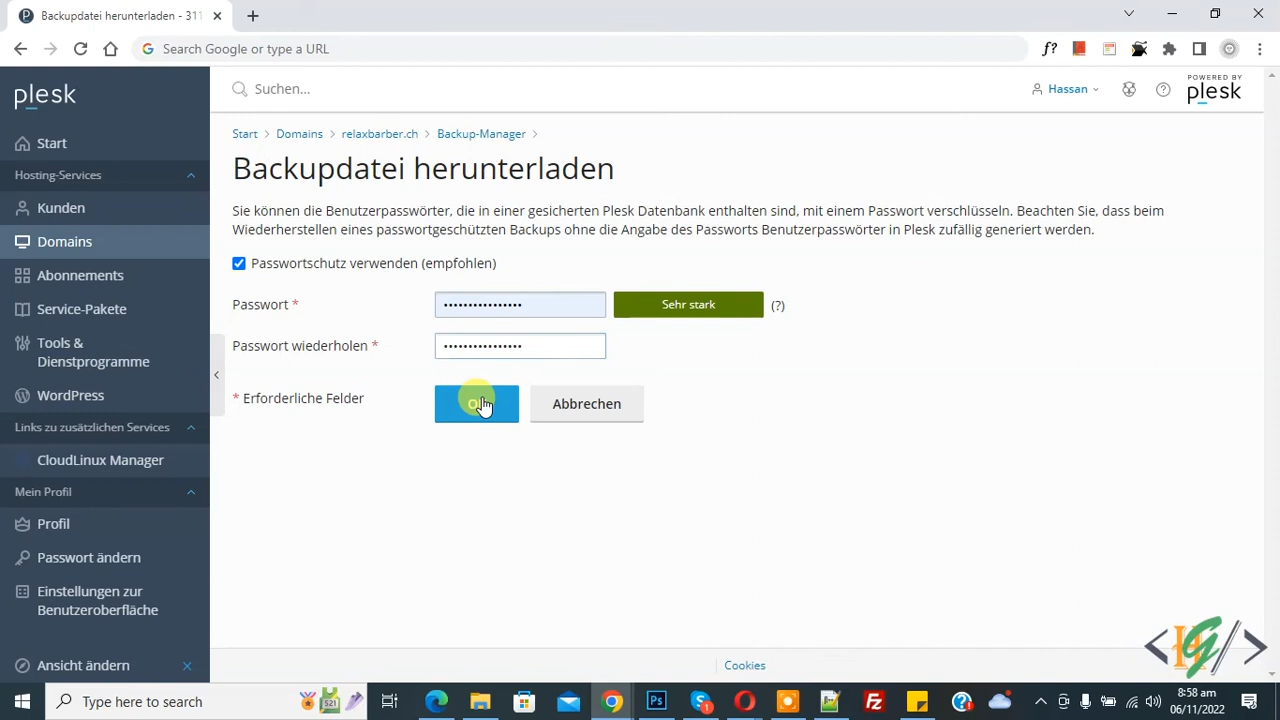 Backupdatei herunterladen - 311
Search Google or type a URL
f?
plesk
Suchen...
Hassan
POWERED BY
plesk
Start
Hosting-Services
Kunden
Domains
Abonnements
Service-Pakete
Tools &
Dienstprogramme
WordPress
Links zu zusätzlichen Services
CloudLinux Manager
Mein Profil
Profil
Passwort ändern
Einstellungen zur
Benutzeroberfläche
Ansicht ändern
Start > Domains > relaxbarber.ch > Backup-Manager >
Backupdatei herunterladen
Sie können die Benutzerpasswörter, die in einer gesicherten Plesk Datenbank enthalten sind, mit einem Passwort verschlüsseln. Beachten Sie, dass beim
Wiederherstellen eines passwortgeschützten Backups ohne die Angabe des Passworts Benutzerpasswörter in Plesk zufällig generiert werden.
Passwortschutz verwenden (empfohlen)
Passwort * •••••••••••••••• Sehr stark (?)
Passwort wiederholen * ••••••••••••••••
* Erforderliche Felder Abbrechen
Cookies
Type here to search
521
Ps
8:58 am
06/11/2022